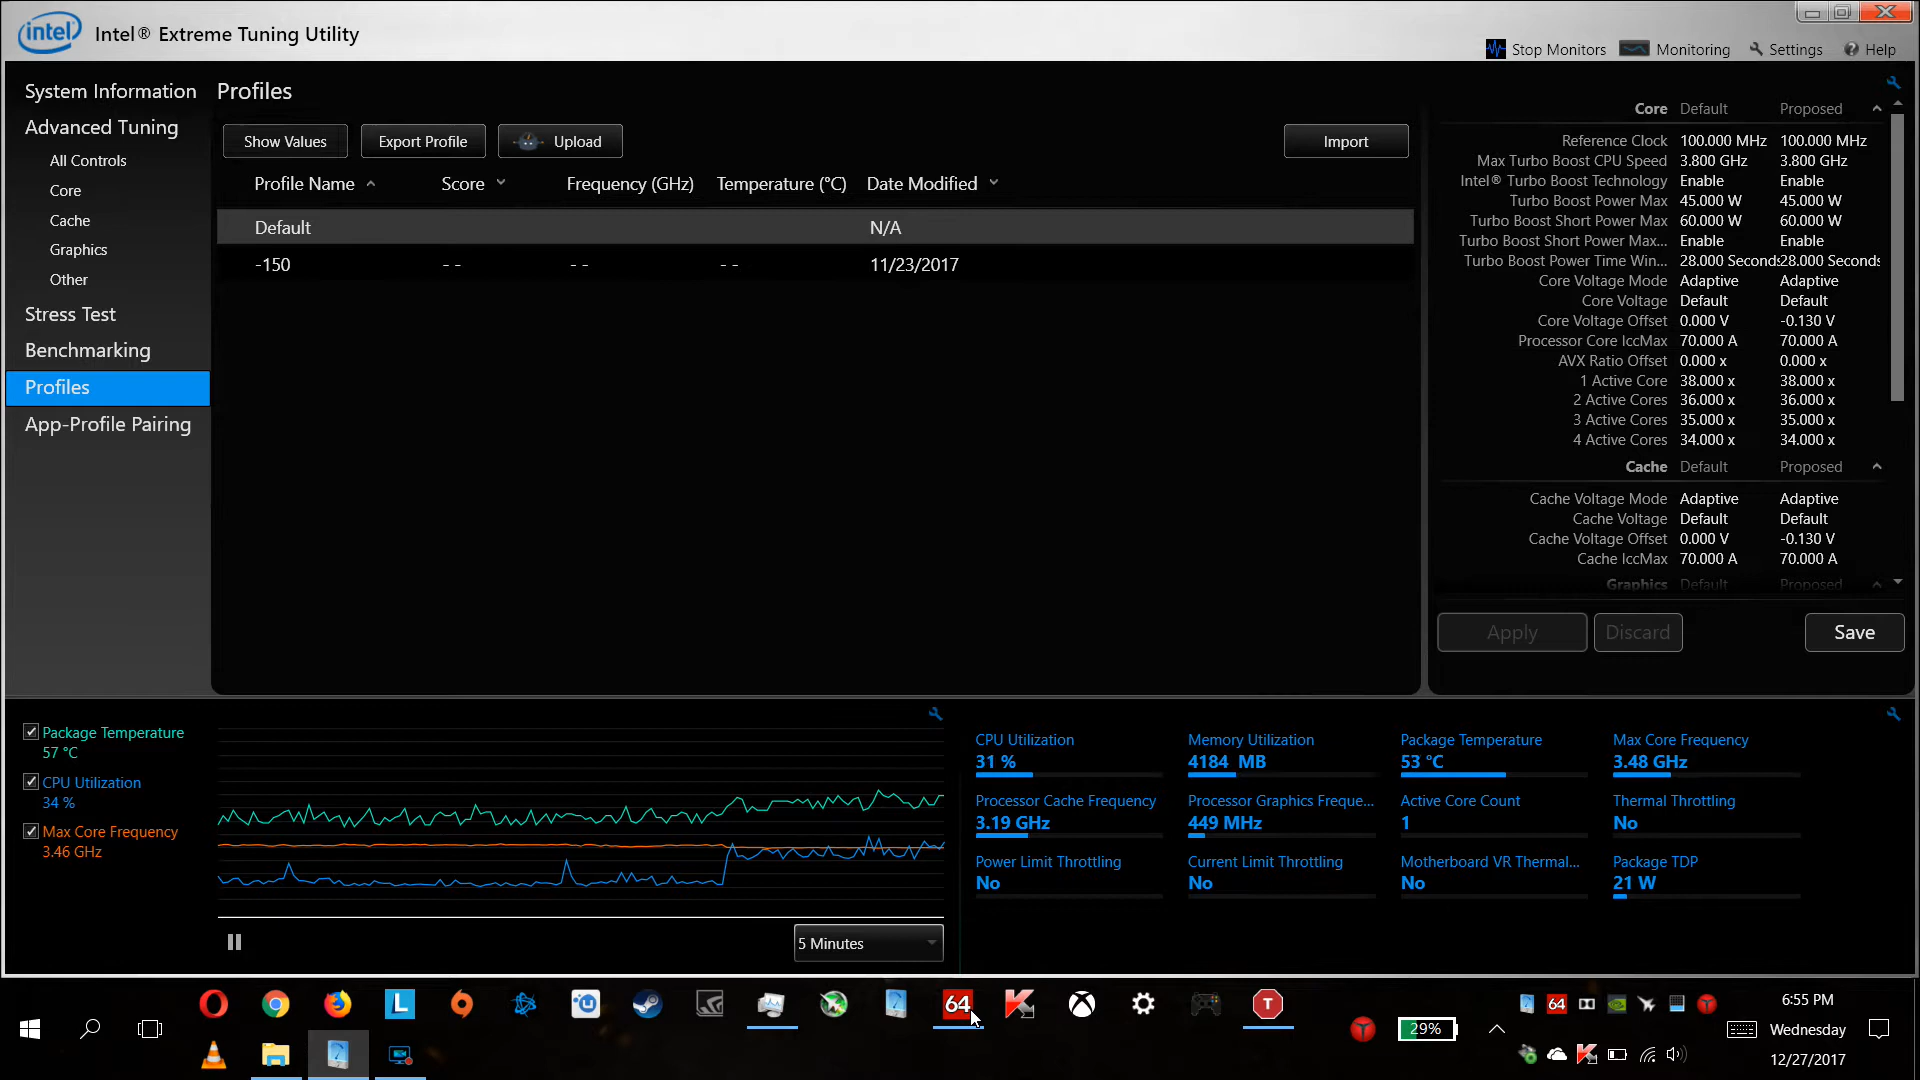 intel Intel® Extreme Tuning Utility
Stop Monitors Monitoring Settings Help
System Information
Advanced Tuning
All Controls
Core
Cache
Graphics
Other
Stress Test
Benchmarking
Profiles
App-Profile Pairing
Profiles
Show Values Export Profile Upload Import
Profile Name Score Frequency (GHz) Temperature (°C) Date Modified
Default N/A
-150 - - - - - - 11/23/2017
Core Default Proposed
Reference Clock 100.000 MHz 100.000 MHz
Max Turbo Boost CPU Speed 3.800 GHz 3.800 GHz
Intel® Turbo Boost Technology Enable Enable
Turbo Boost Power Max 45.000 W 45.000 W
Turbo Boost Short Power Max 60.000 W 60.000 W
Turbo Boost Short Power Max... Enable Enable
Turbo Boost Power Time Win... 28.000 Seconds 28.000 Seconds
Core Voltage Mode Adaptive Adaptive
Core Voltage Default Default
Core Voltage Offset 0.000 V -0.130 V
Processor Core IccMax 70.000 A 70.000 A
AVX Ratio Offset 0.000 x 0.000 x
1 Active Core 38.000 x 38.000 x
2 Active Cores 36.000 x 36.000 x
3 Active Cores 35.000 x 35.000 x
4 Active Cores 34.000 x 34.000 x
Cache Default Proposed
Cache Voltage Mode Adaptive Adaptive
Cache Voltage Default Default
Cache Voltage Offset 0.000 V -0.130 V
Cache IccMax 70.000 A 70.000 A
Graphics Default Proposed
Apply Discard Save
Package Temperature
57 °C
CPU Utilization
34 %
Max Core Frequency
3.46 GHz
5 Minutes
CPU Utilization Memory Utilization Package Temperature Max Core Frequency
31 % 4184 MB 53 °C 3.48 GHz
Processor Cache Frequency Processor Graphics Freque... Active Core Count Thermal Throttling
3.19 GHz 449 MHz 1 No
Power Limit Throttling Current Limit Throttling Motherboard VR Thermal... Package TDP
No No No 21 W
L 64 T
29%
64
6:55 PM
Wednesday
12/27/2017